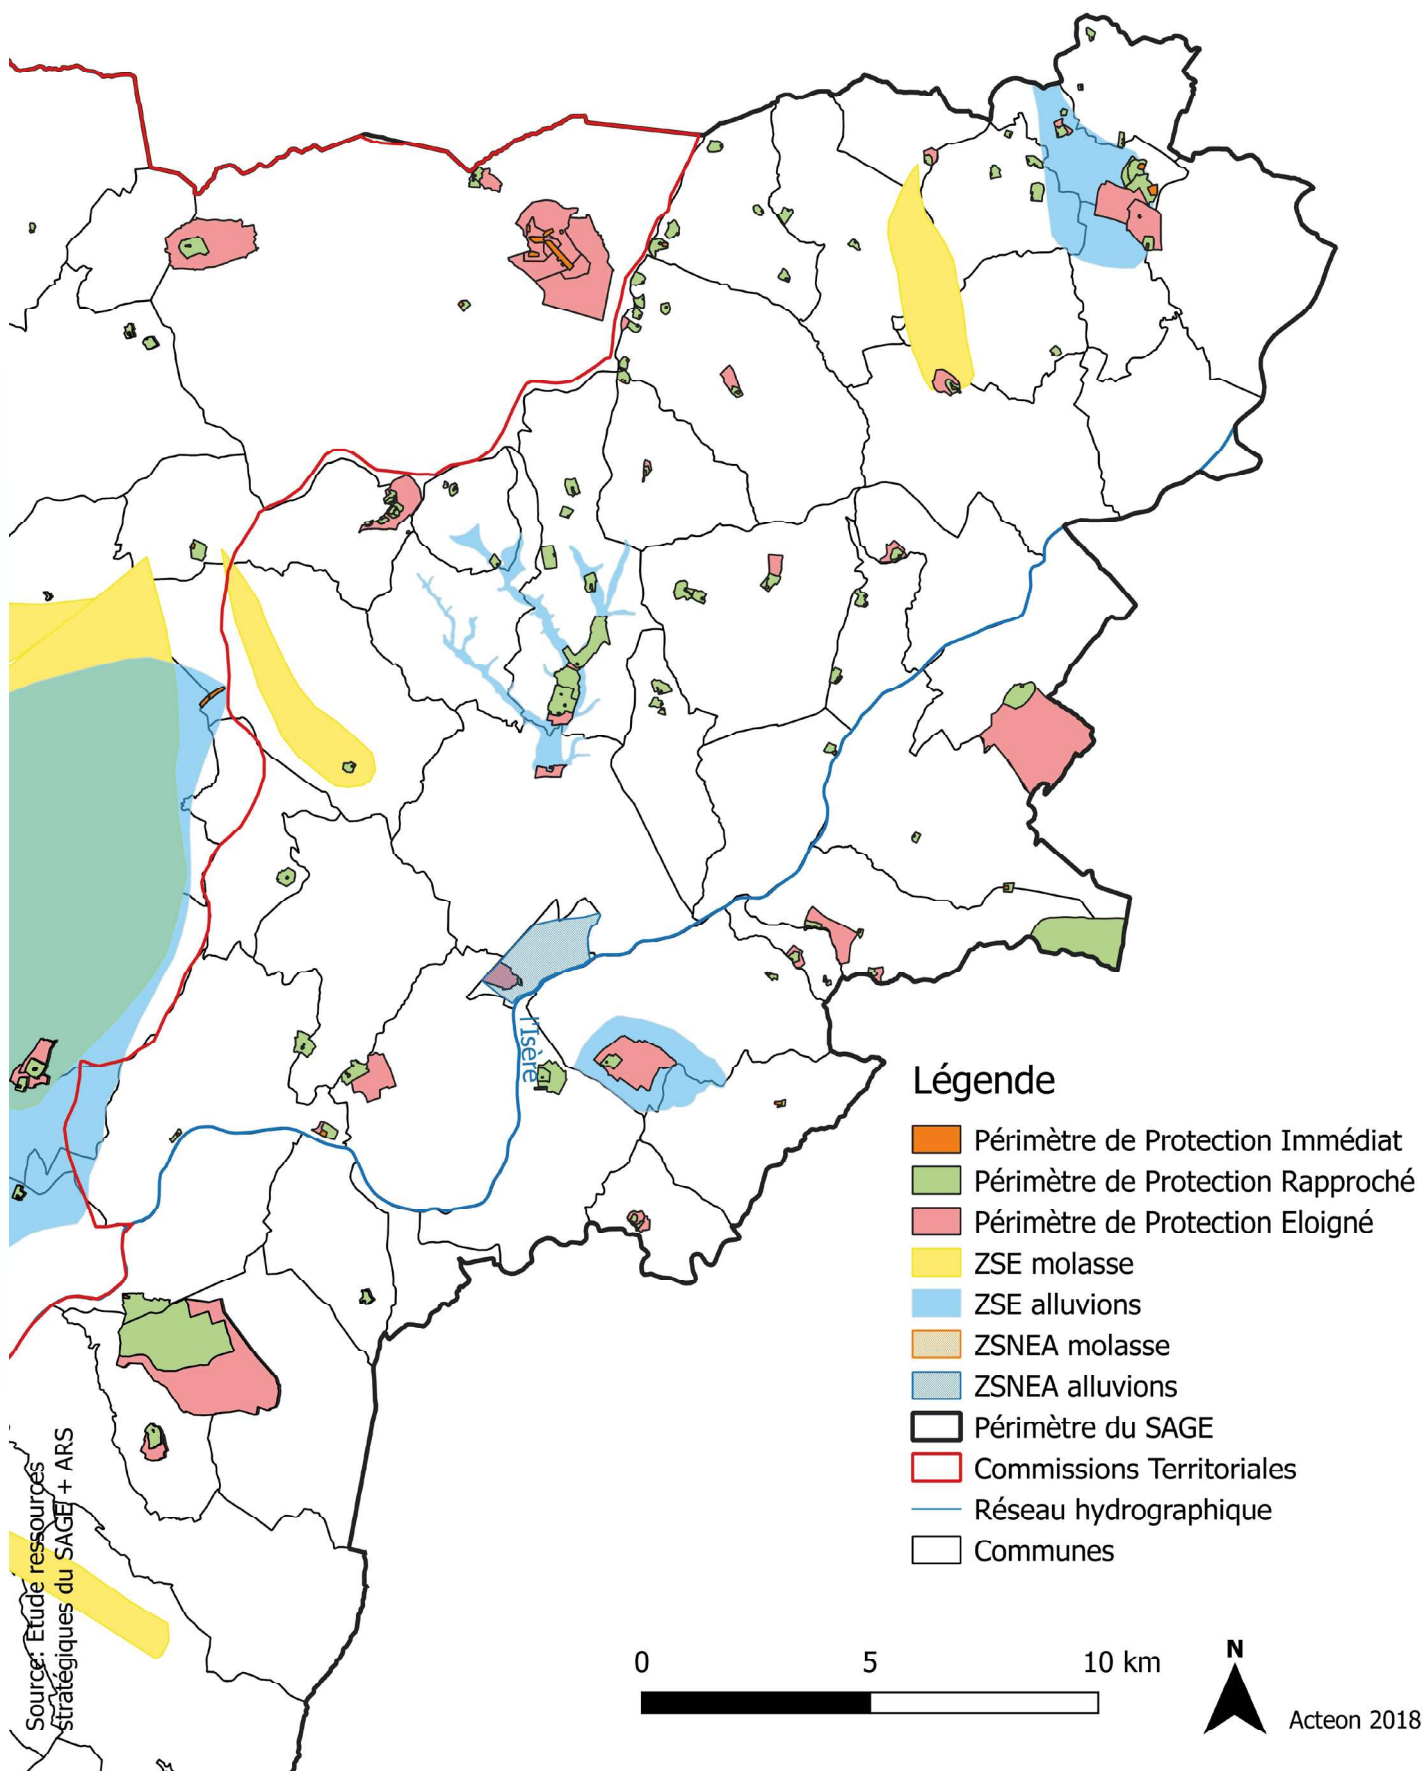 l'Isère
Légende
Périmètre de Protection Immédiat
Périmètre de Protection Rapproché
Périmètre de Protection Eloigné
ZSE molasse
ZSE alluvions
ZSNEA molasse
ZSNEA alluvions
Périmètre du SAGE
Commissions Territoriales
Réseau hydrographique
Communes
Source: Etude ressources
stratégiques du SAGE + ARS
0 5 10 km
N
Acteon 2018